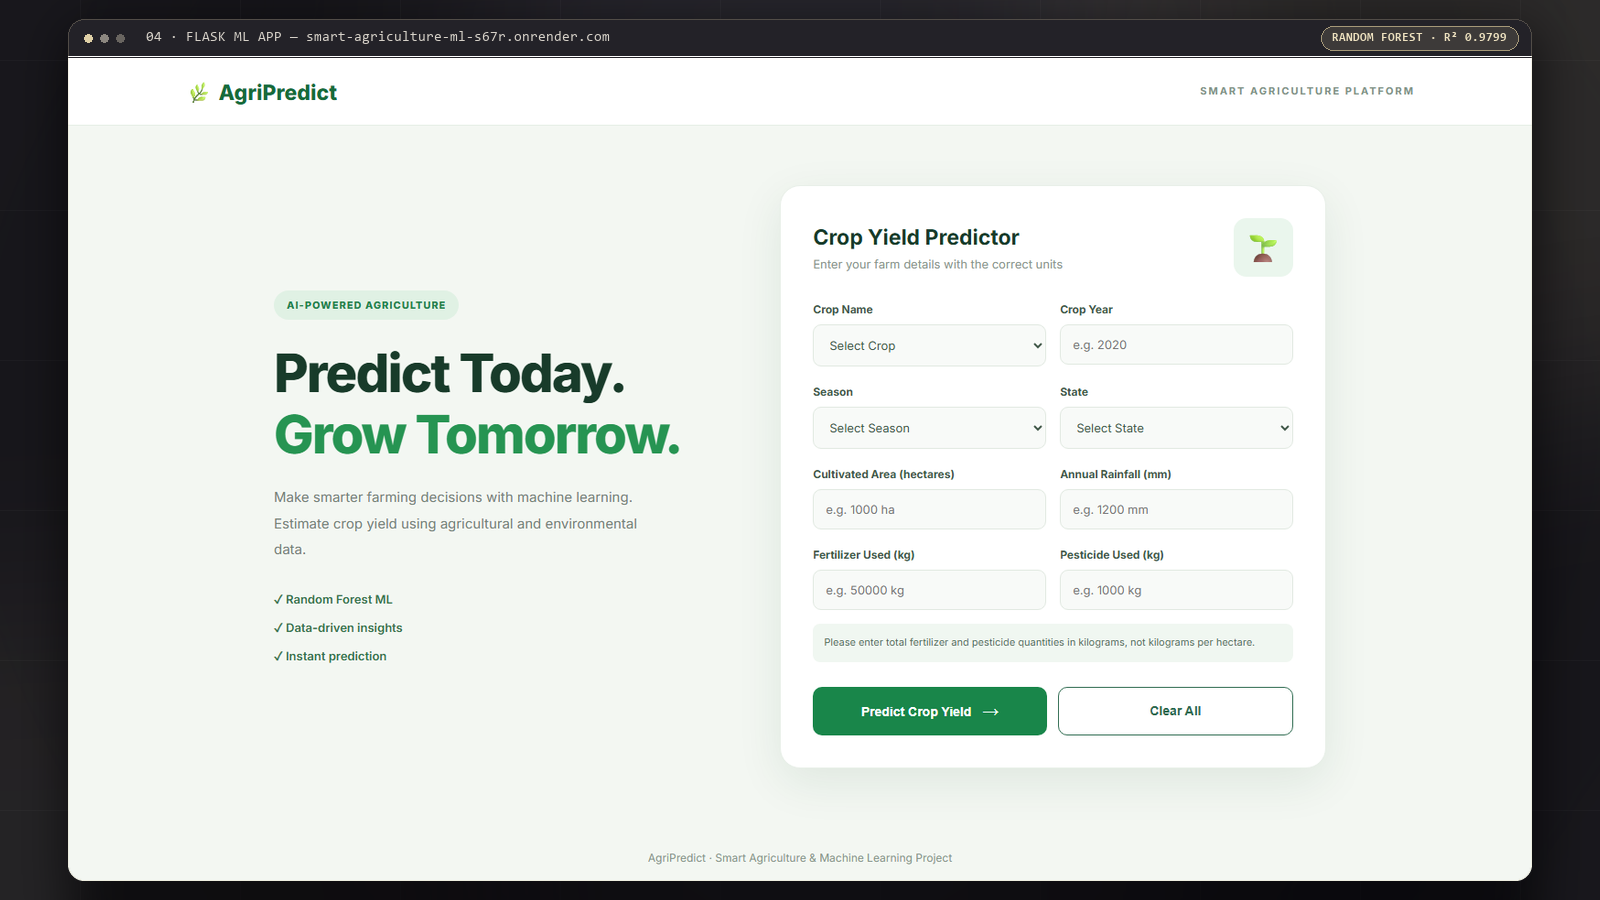 04 · FLASK ML APP — smart-agriculture-ml-s67r.onrender.com
RANDOM FOREST · R² 0.9799
AgriPredict
SMART AGRICULTURE PLATFORM
AI-POWERED AGRICULTURE
Predict Today.
Grow Tomorrow.
Make smarter farming decisions with machine learning.
Estimate crop yield using agricultural and environmental
data.
✓ Random Forest ML
✓ Data-driven insights
✓ Instant prediction
Crop Yield Predictor
Enter your farm details with the correct units
Crop Name
Select Crop
Crop Year
e.g. 2020
Season
Select Season
State
Select State
Cultivated Area (hectares)
e.g. 1000 ha
Annual Rainfall (mm)
e.g. 1200 mm
Fertilizer Used (kg)
e.g. 50000 kg
Pesticide Used (kg)
e.g. 1000 kg
Please enter total fertilizer and pesticide quantities in kilograms, not kilograms per hectare.
Predict Crop Yield →
Clear All
AgriPredict · Smart Agriculture & Machine Learning Project